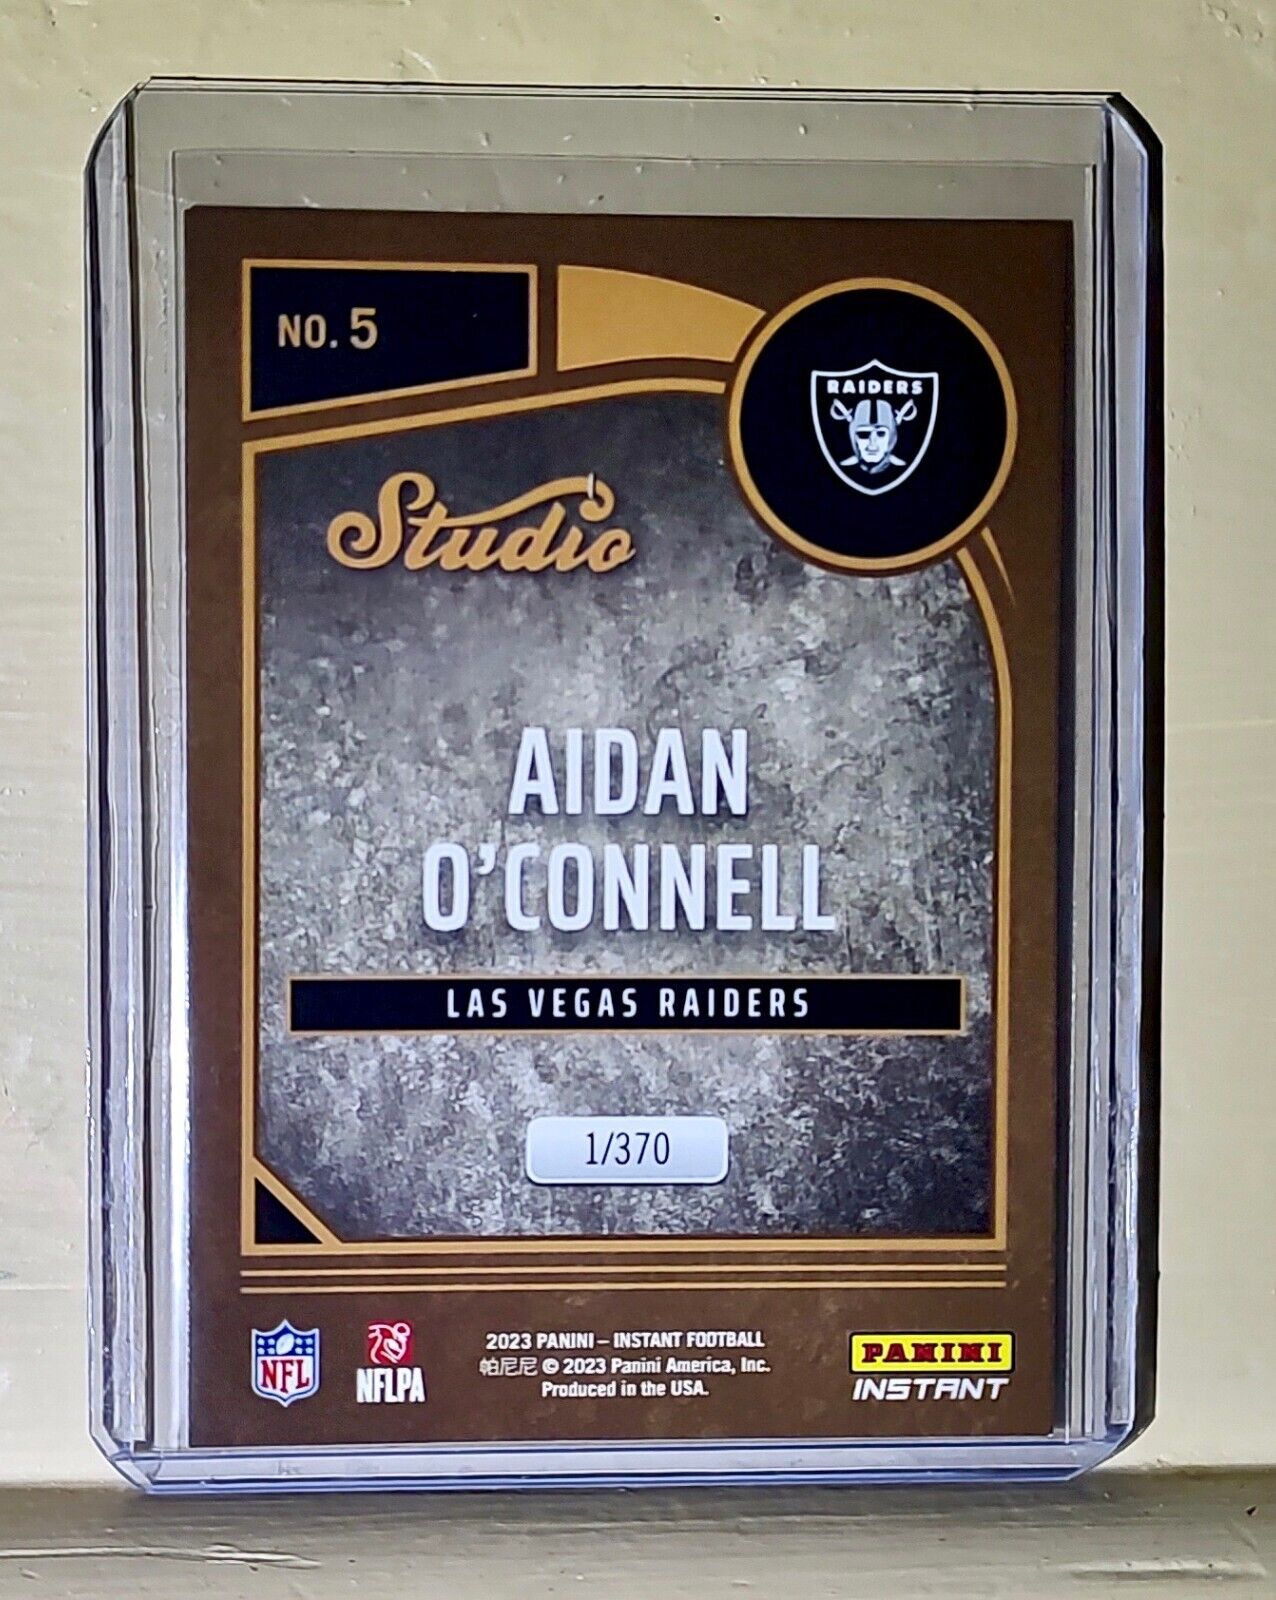 NO. 5
RAIDERS
Studio
AIDAN
O'CONNELL
LAS VEGAS RAIDERS
1/370
NFL
NFLPA
2023 PANINI – INSTANT FOOTBALL
帕尼尼 © 2023 Panini America, Inc.
Produced in the USA.
PANINI
INSTANT